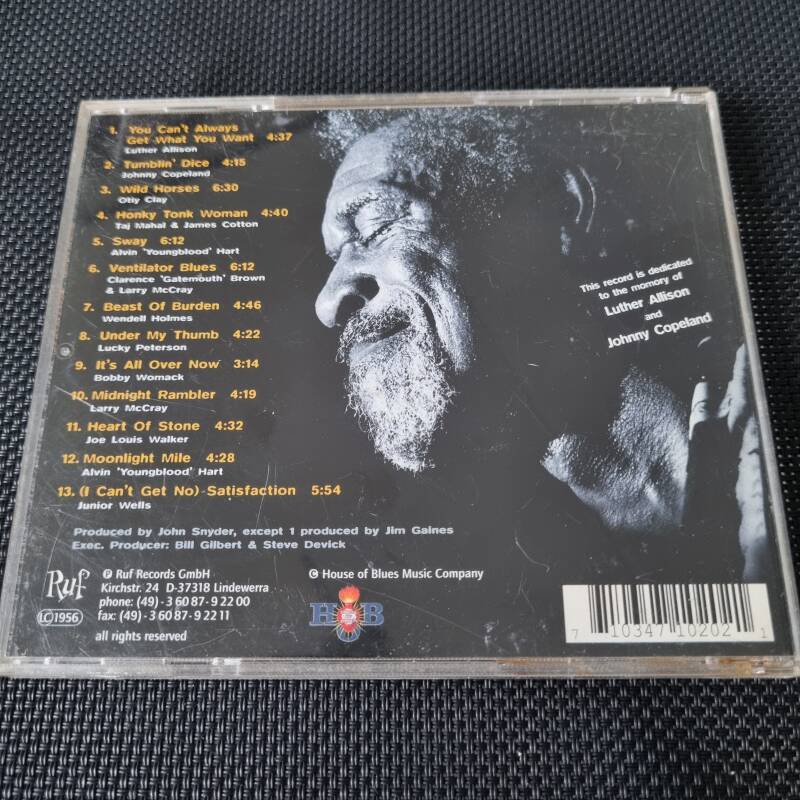 1. You Can't Always
Get What You Want 4:37
Luther Allison
2. Tumblin' Dice 4:15
Johnny Copeland
3. Wild Horses 6:30
Otiy Clay
4. Honky Tonk Woman 4:40
Taj Mahal & James Cotton
5. Sway 6:12
Alvin 'Youngblood' Hart
6. Ventilator Blues 6:12
Clarence 'Gatemouth' Brown
& Larry McCray
7. Beast Of Burden 4:46
Wendell Holmes
8. Under My Thumb 4:22
Lucky Peterson
9. It's All Over Now 3:14
Bobby Womack
10. Midnight Rambler 4:19
Larry McCray
11. Heart Of Stone 4:32
Joe Louis Walker
12. Moonlight Mile 4:28
Alvin 'Youngblood' Hart
13. (I Can't Get No) Satisfaction 5:54
Junior Wells
This record is dedicated
to the momory of
Luther Allison
and
Johnny Copeland
Produced by John Snyder, except 1 produced by Jim Gaines
Exec. Producer: Bill Gilbert & Steve Devick
Ruf
LC 1956
℗ Ruf Records GmbH
Kirchstr. 24 D-37318 Lindewerra
phone: (49) - 3 60 87- 9 22 00
fax: (49) - 3 60 87- 9 22 11
all rights reserved
© House of Blues Music Company
HOB
7 10347 10202 1